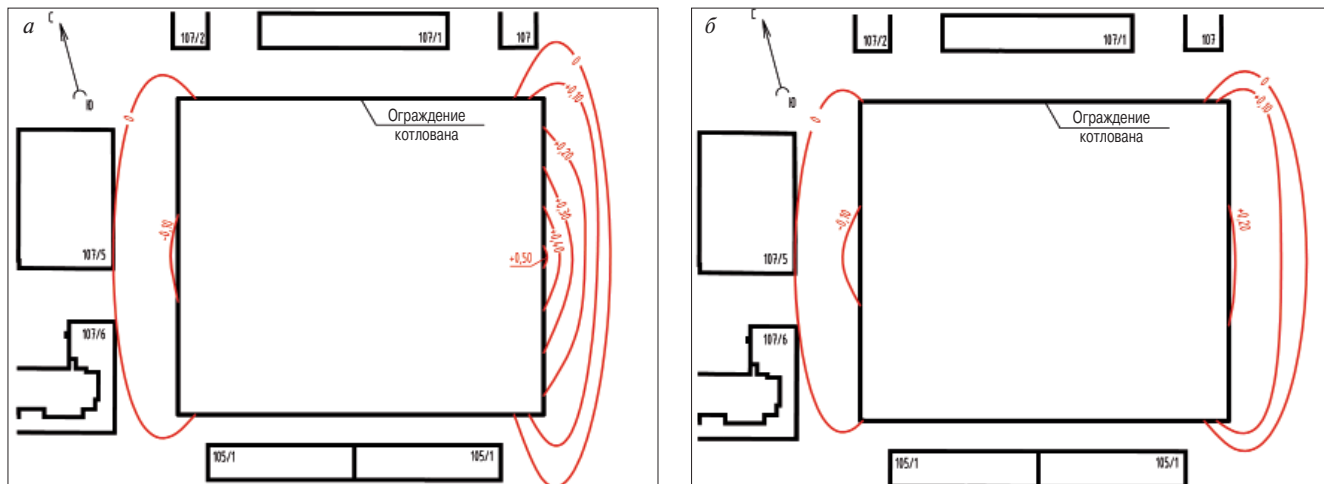 а
С
Ю
107/2
107/1
107
0
0
+0,10
Ограждение
котлована
+0,20
+0,30
+0,40
+0,50
-0,10
107/5
107/6
105/1
105/1
б
С
Ю
107/2
107/1
107
0
0
+0,10
Ограждение
котлована
+0,20
-0,10
107/5
107/6
105/1
105/1